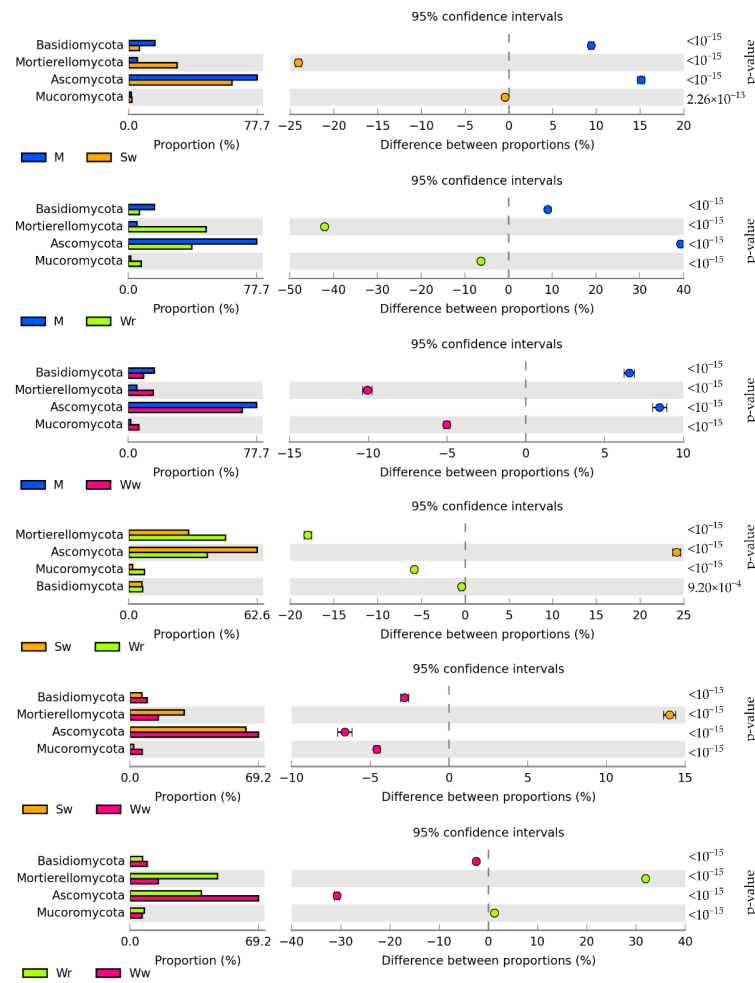 95% confidence intervals
Basidiomycota <10⁻¹⁵
Mortierellomycota <10⁻¹⁵
Ascomycota <10⁻¹⁵
Mucoromycota 2.26×10⁻¹³
p-value
0.0 77.7 −25 −20 −15 −10 −5 0 5 10 15 20
Proportion (%) Difference between proportions (%)
M Sw
95% confidence intervals
Basidiomycota <10⁻¹⁵
Mortierellomycota <10⁻¹⁵
Ascomycota <10⁻¹⁵
Mucoromycota <10⁻¹⁵
p-value
0.0 77.7 −50 −40 −30 −20 −10 0 10 20 30 40
Proportion (%) Difference between proportions (%)
M Wr
95% confidence intervals
Basidiomycota <10⁻¹⁵
Mortierellomycota <10⁻¹⁵
Ascomycota <10⁻¹⁵
Mucoromycota <10⁻¹⁵
p-value
0.0 77.7 −15 −10 −5 0 5 10
Proportion (%) Difference between proportions (%)
M Ww
95% confidence intervals
Mortierellomycota <10⁻¹⁵
Ascomycota <10⁻¹⁵
Mucoromycota <10⁻¹⁵
Basidiomycota 9.20×10⁻⁴
p-value
0.0 62.6 −20 −15 −10 −5 0 5 10 15 20 25
Proportion (%) Difference between proportions (%)
Sw Wr
95% confidence intervals
Basidiomycota <10⁻¹⁵
Mortierellomycota <10⁻¹⁵
Ascomycota <10⁻¹⁵
Mucoromycota <10⁻¹⁵
p-value
0.0 69.2 −10 −5 0 5 10 15
Proportion (%) Difference between proportions (%)
Sw Ww
95% confidence intervals
Basidiomycota <10⁻¹⁵
Mortierellomycota <10⁻¹⁵
Ascomycota <10⁻¹⁵
Mucoromycota <10⁻¹⁵
p-value
0.0 69.2 −40 −30 −20 −10 0 10 20 30 40
Proportion (%) Difference between proportions (%)
Wr Ww